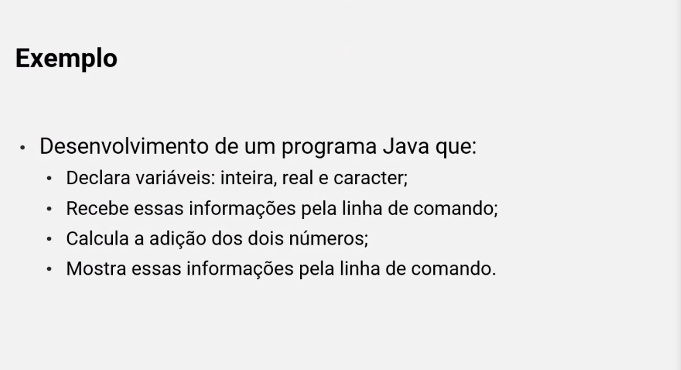 Exemplo
• Desenvolvimento de um programa Java que:
• Declara variáveis: inteira, real e caracter;
• Recebe essas informações pela linha de comando;
• Calcula a adição dos dois números;
• Mostra essas informações pela linha de comando.